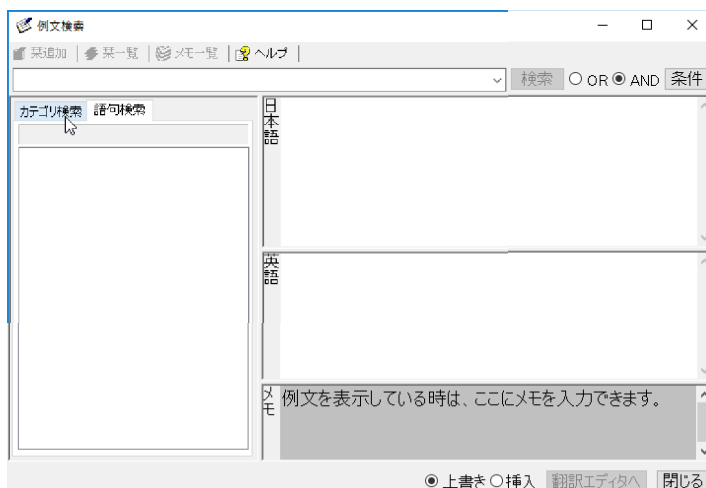 例文検索
栞追加 栞一覧 メモ一覧 ヘルプ
検索 OR AND 条件
カテゴリ検索 語句検索
日本語
英語
メモ
例文を表示している時は、ここにメモを入力できます。
上書き 挿入 翻訳エディタへ 閉じる